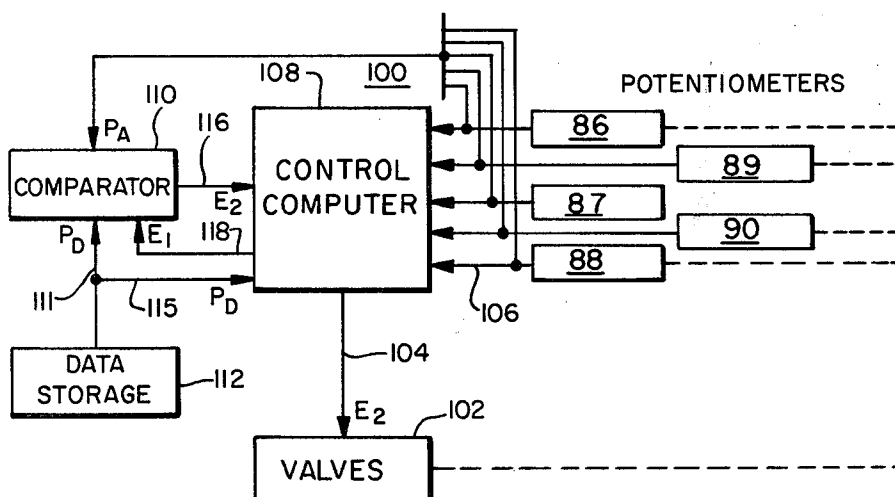 108
100
POTENTIOMETERS
110
116
P_A
86
COMPARATOR
E_2
CONTROL
COMPUTER
89
87
P_D
E_1
118
90
88
111
115
P_D
106
DATA
STORAGE
112
104
E_2
102
VALVES